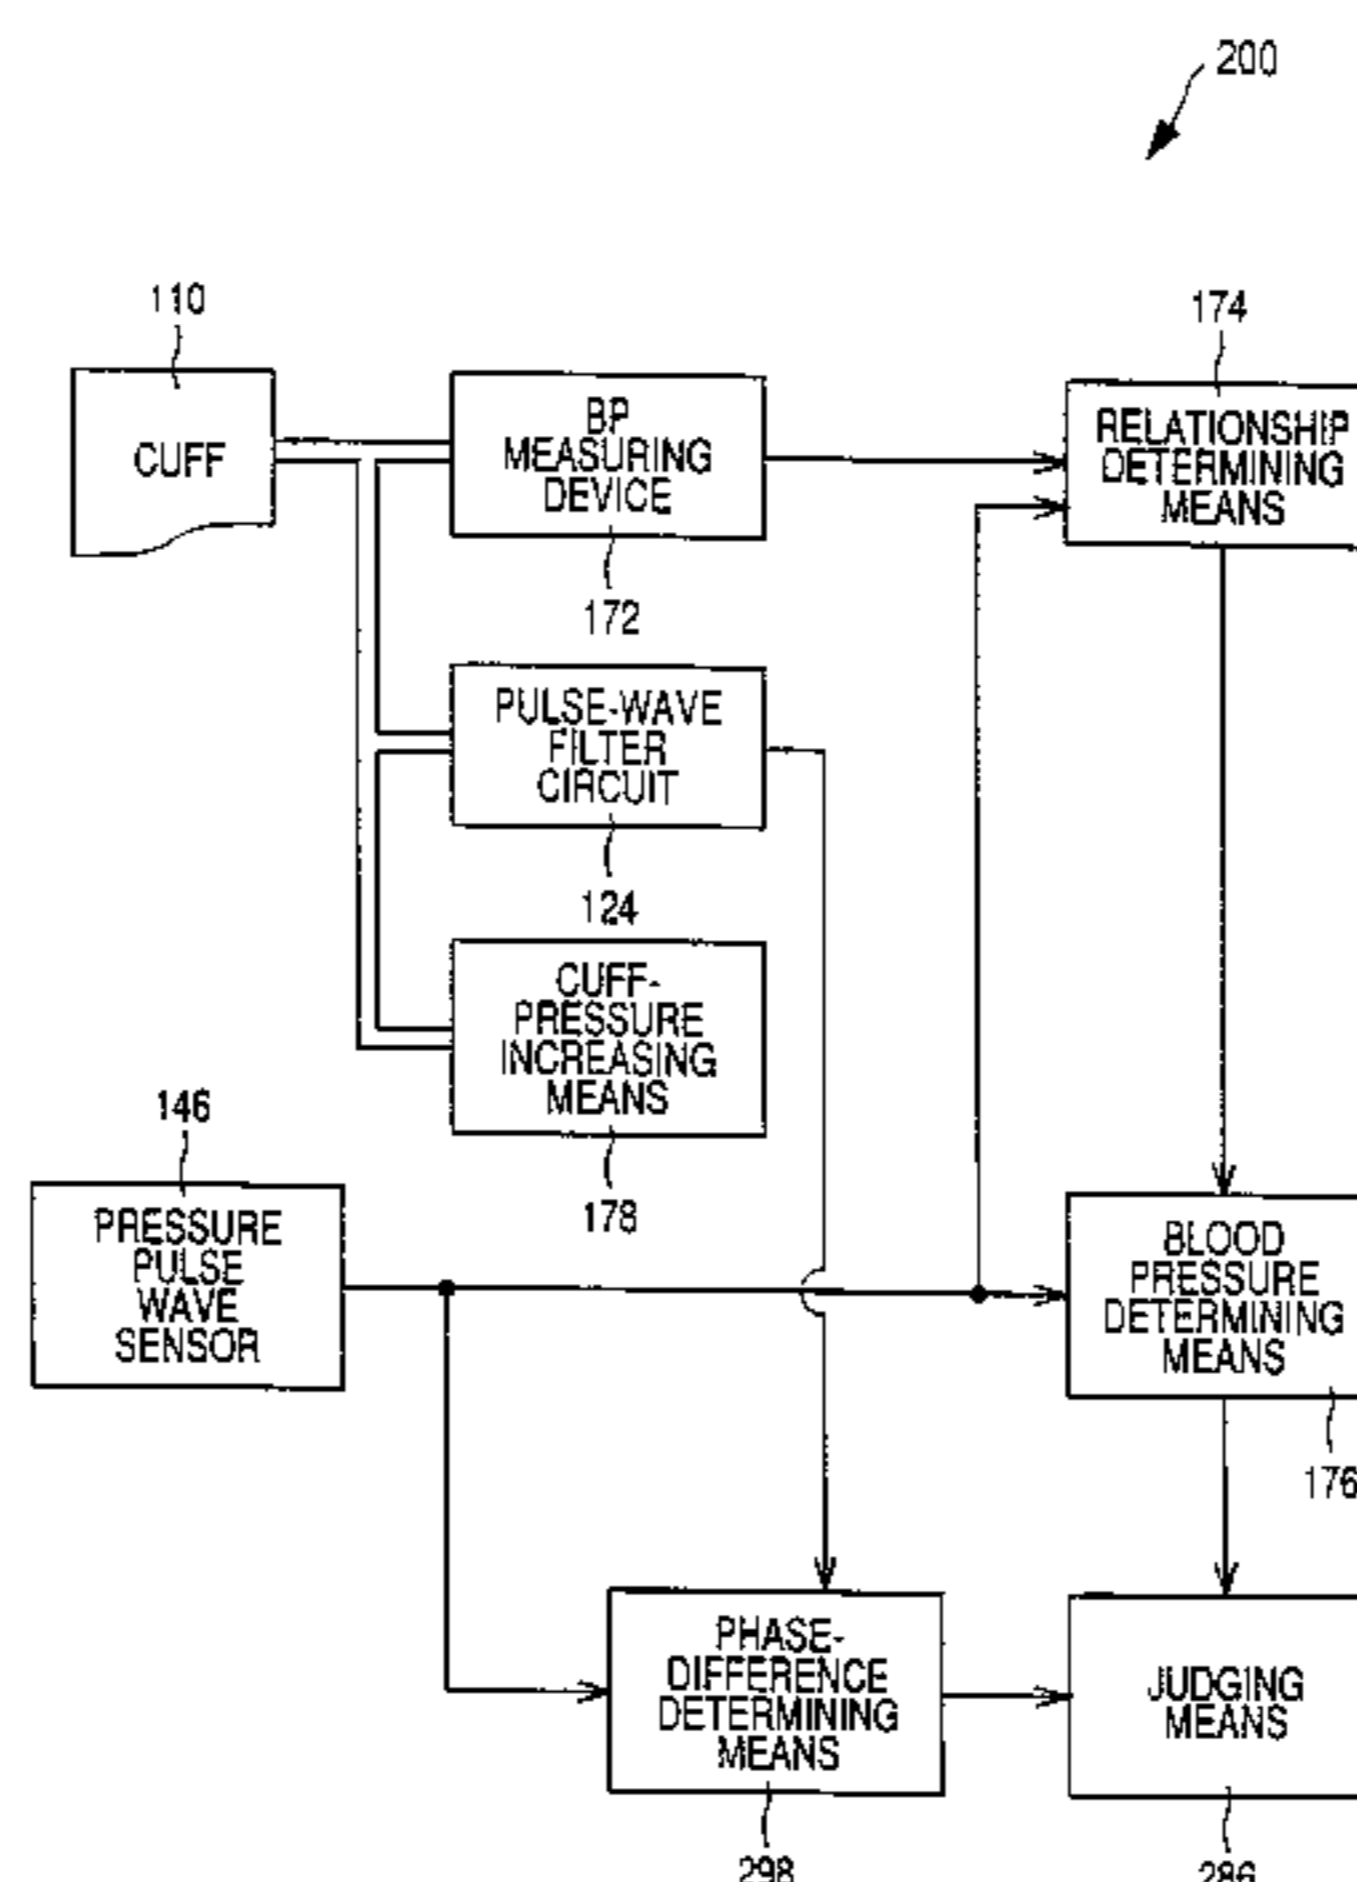 200
110
174
CUFF
BP
MEASURING
DEVICE
RELATIONSHIP
DETERMINING
MEANS
172
PULSE-WAVE
FILTER
CIRCUIT
124
CUFF-
PRESSURE
INCREASING
MEANS
178
146
PRESSURE
PULSE
WAVE
SENSOR
BLOOD
PRESSURE
DETERMINING
MEANS
176
PHASE-
DIFFERENCE
DETERMINING
MEANS
JUDGING
MEANS
298
286